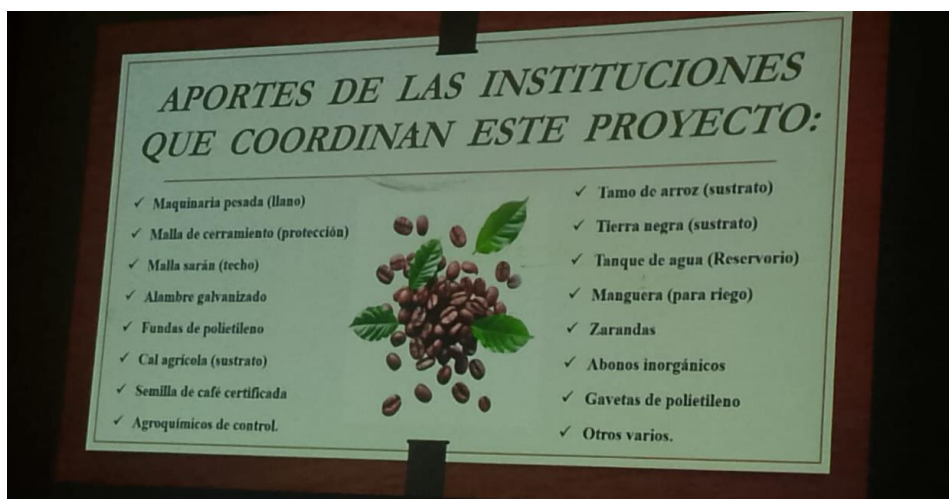 APORTES DE LAS INSTITUCIONES
QUE COORDINAN ESTE PROYECTO:
✓ Maquinaria pesada (llano)
✓ Malla de cerramiento (protección)
✓ Malla sarán (techo)
✓ Alambre galvanizado
✓ Fundas de polietileno
✓ Cal agrícola (sustrato)
✓ Semilla de café certificada
✓ Agroquímicos de control.
✓ Tamo de arroz (sustrato)
✓ Tierra negra (sustrato)
✓ Tanque de agua (Reservorio)
✓ Manguera (para riego)
✓ Zarandas
✓ Abonos inorgánicos
✓ Gavetas de polietileno
✓ Otros varios.